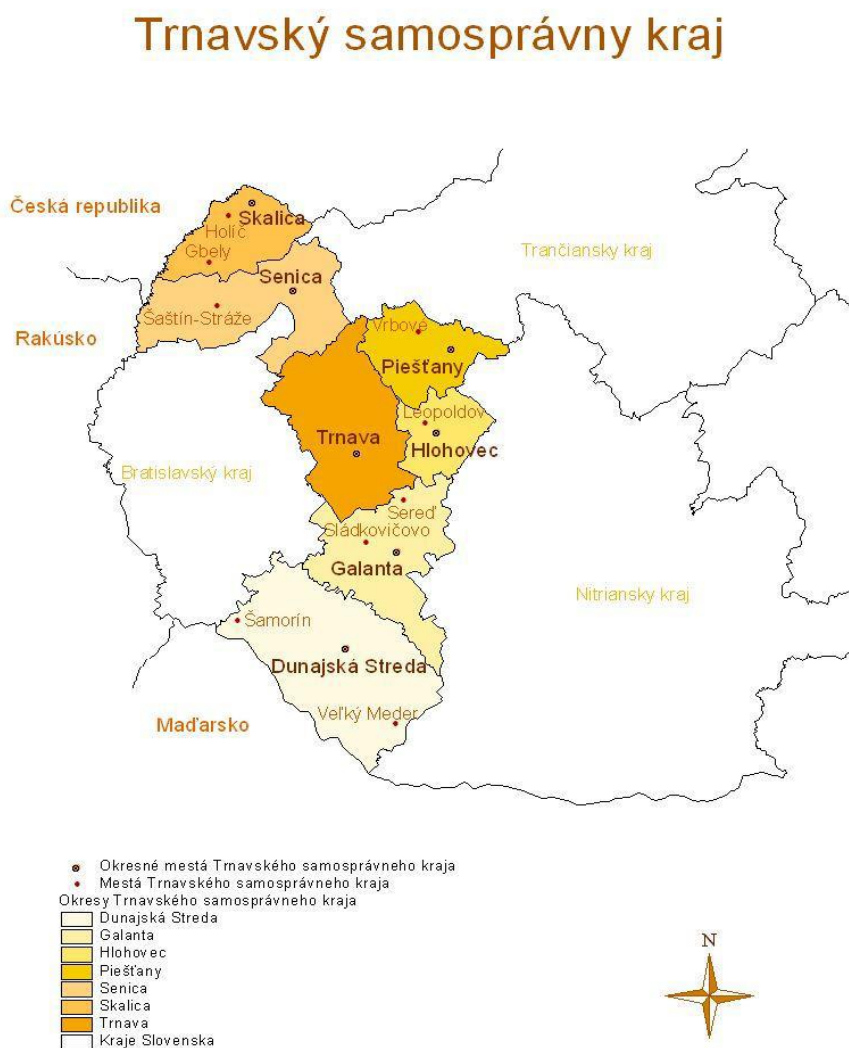 Trnavský samosprávny kraj
Česká republika
Skalica
Holíč
Gbely
Senica
Trančiansky kraj
Šaštín-Stráže
Rakúsko
Vrbové
Piešťany
Leopoldov
Trnava
Hlohovec
Bratislavský kraj
Sereď
Sládkovičovo
Galanta
Nitriansky kraj
Šamorín
Dunajská Streda
Veľký Meder
Maďarsko
Okresné mestá Trnavského samosprávneho kraja
Mestá Trnavského samosprávneho kraja
Okresy Trnavského samosprávneho kraja
Dunajská Streda
Galanta
Hlohovec
Piešťany
Senica
Skalica
Trnava
Kraje Slovenska
N